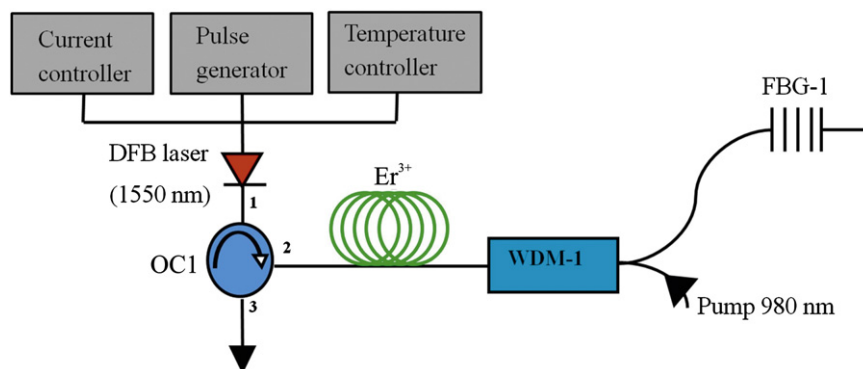 Current
controller
Pulse
generator
Temperature
controller
FBG-1
DFB laser
(1550 nm)
Er³⁺
1
OC1
2
WDM-1
3
Pump 980 nm